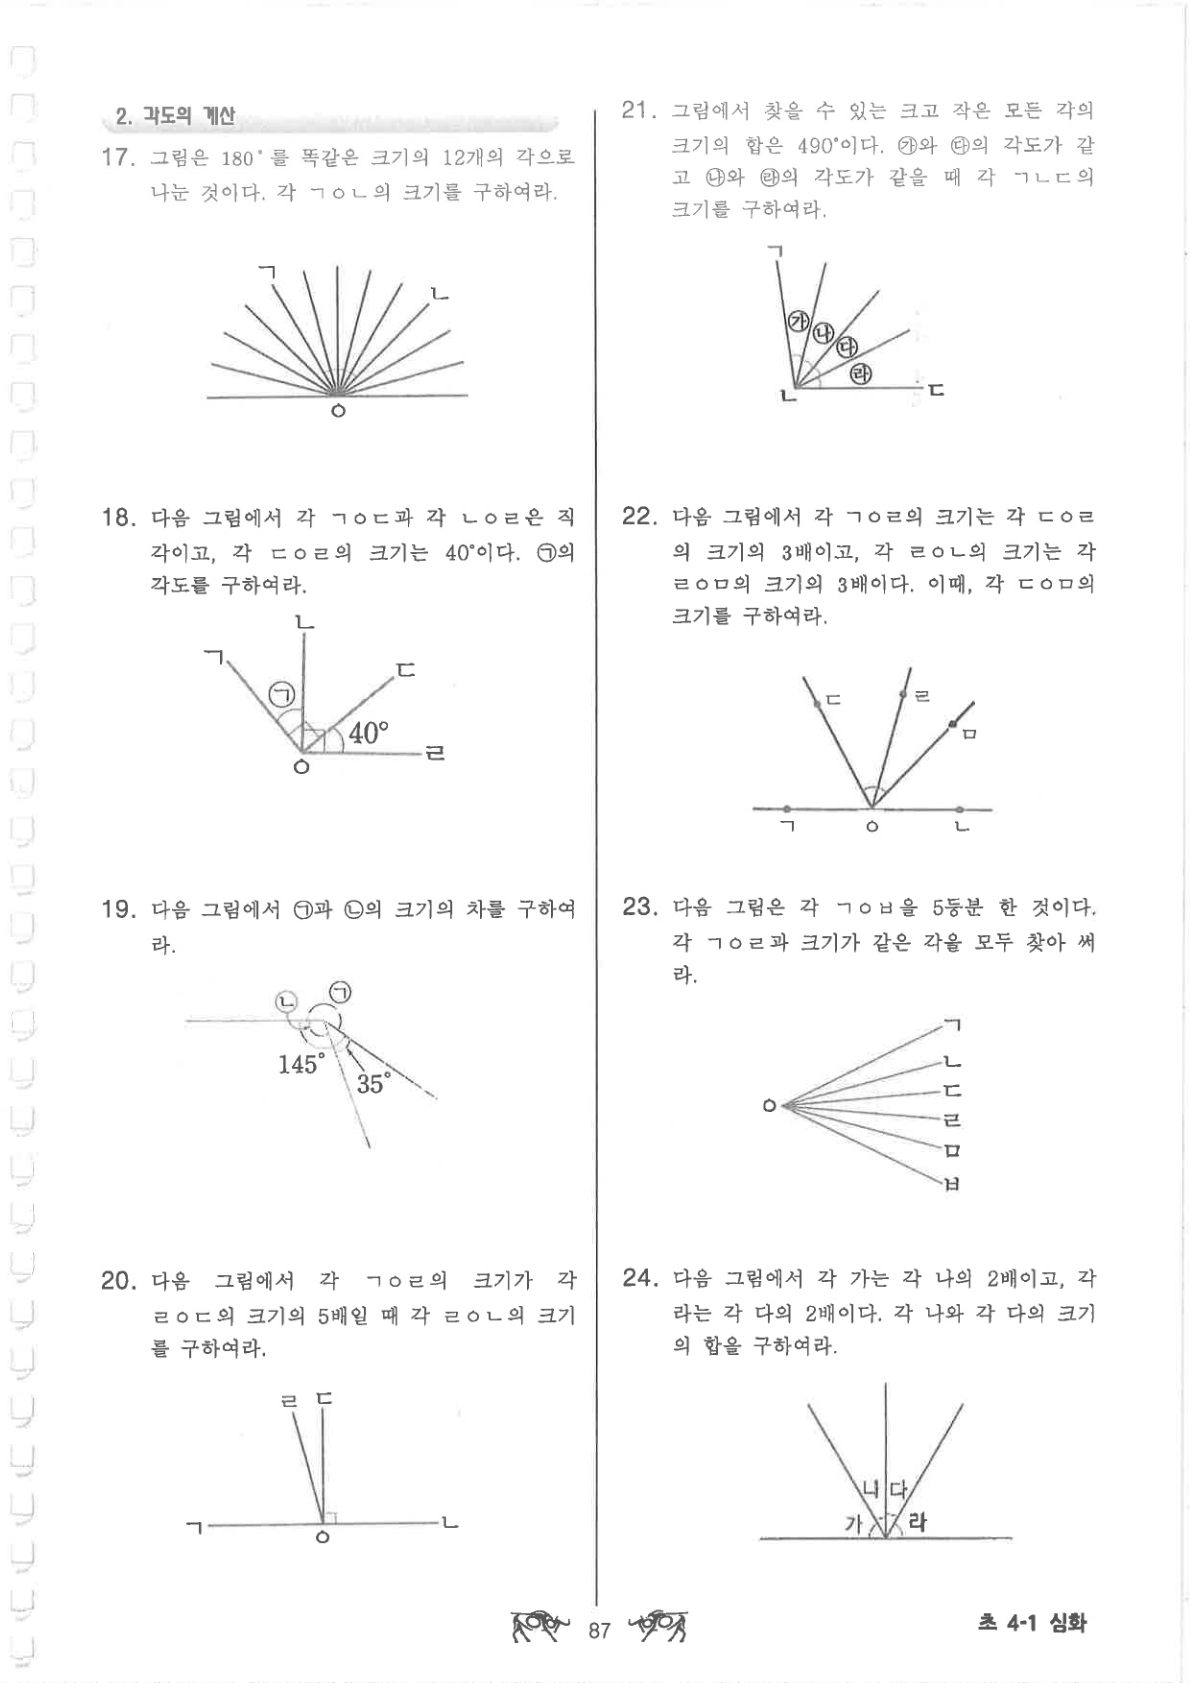 2. 각도의 계산
17. 그림은 180°를 똑같은 크기의 12개의 각으로
나눈 것이다. 각 ㄱㅇㄴ의 크기를 구하여라.
ㄱ
ㄴ
ㅇ
18. 다음 그림에서 각 ㄱㅇㄷ과 각 ㄴㅇㄹ은 직
각이고, 각 ㄷㅇㄹ의 크기는 40°이다. ㉠의
각도를 구하여라.
ㄴ
ㄱ
ㄷ
㉠
40°
ㄹ
ㅇ
19. 다음 그림에서 ㉠과 ㉡의 크기의 차를 구하여
라.
㉡
㉠
145°
35°
20. 다음 그림에서 각 ㄱㅇㄹ의 크기가 각
ㄹㅇㄷ의 크기의 5배일 때 각 ㄹㅇㄴ의 크기
를 구하여라.
ㄹ ㄷ
ㄱ
ㄴ
ㅇ
21. 그림에서 찾을 수 있는 크고 작은 모든 각의
크기의 합은 490°이다. ㉮와 ㉰의 각도가 같
고 ㉯와 ㉱의 각도가 같을 때 각 ㄱㄴㄷ의
크기를 구하여라.
ㄱ
㉮
㉯
㉰
㉱
ㄴ
ㄷ
22. 다음 그림에서 각 ㄱㅇㄹ의 크기는 각 ㄷㅇㄹ
의 크기의 3배이고, 각 ㄹㅇㄴ의 크기는 각
ㄹㅇㅁ의 크기의 3배이다. 이때, 각 ㄷㅇㅁ의
크기를 구하여라.
ㄷ
ㄹ
ㅁ
ㄱ
ㅇ
ㄴ
23. 다음 그림은 각 ㄱㅇㅂ을 5등분 한 것이다.
각 ㄱㅇㄹ과 크기가 같은 각을 모두 찾아 써
라.
ㄱ
ㄴ
ㄷ
ㅇ
ㄹ
ㅁ
ㅂ
24. 다음 그림에서 각 가는 각 나의 2배이고, 각
라는 각 다의 2배이다. 각 나와 각 다의 크기
의 합을 구하여라.
나
다
가
라
87
초 4-1 심화